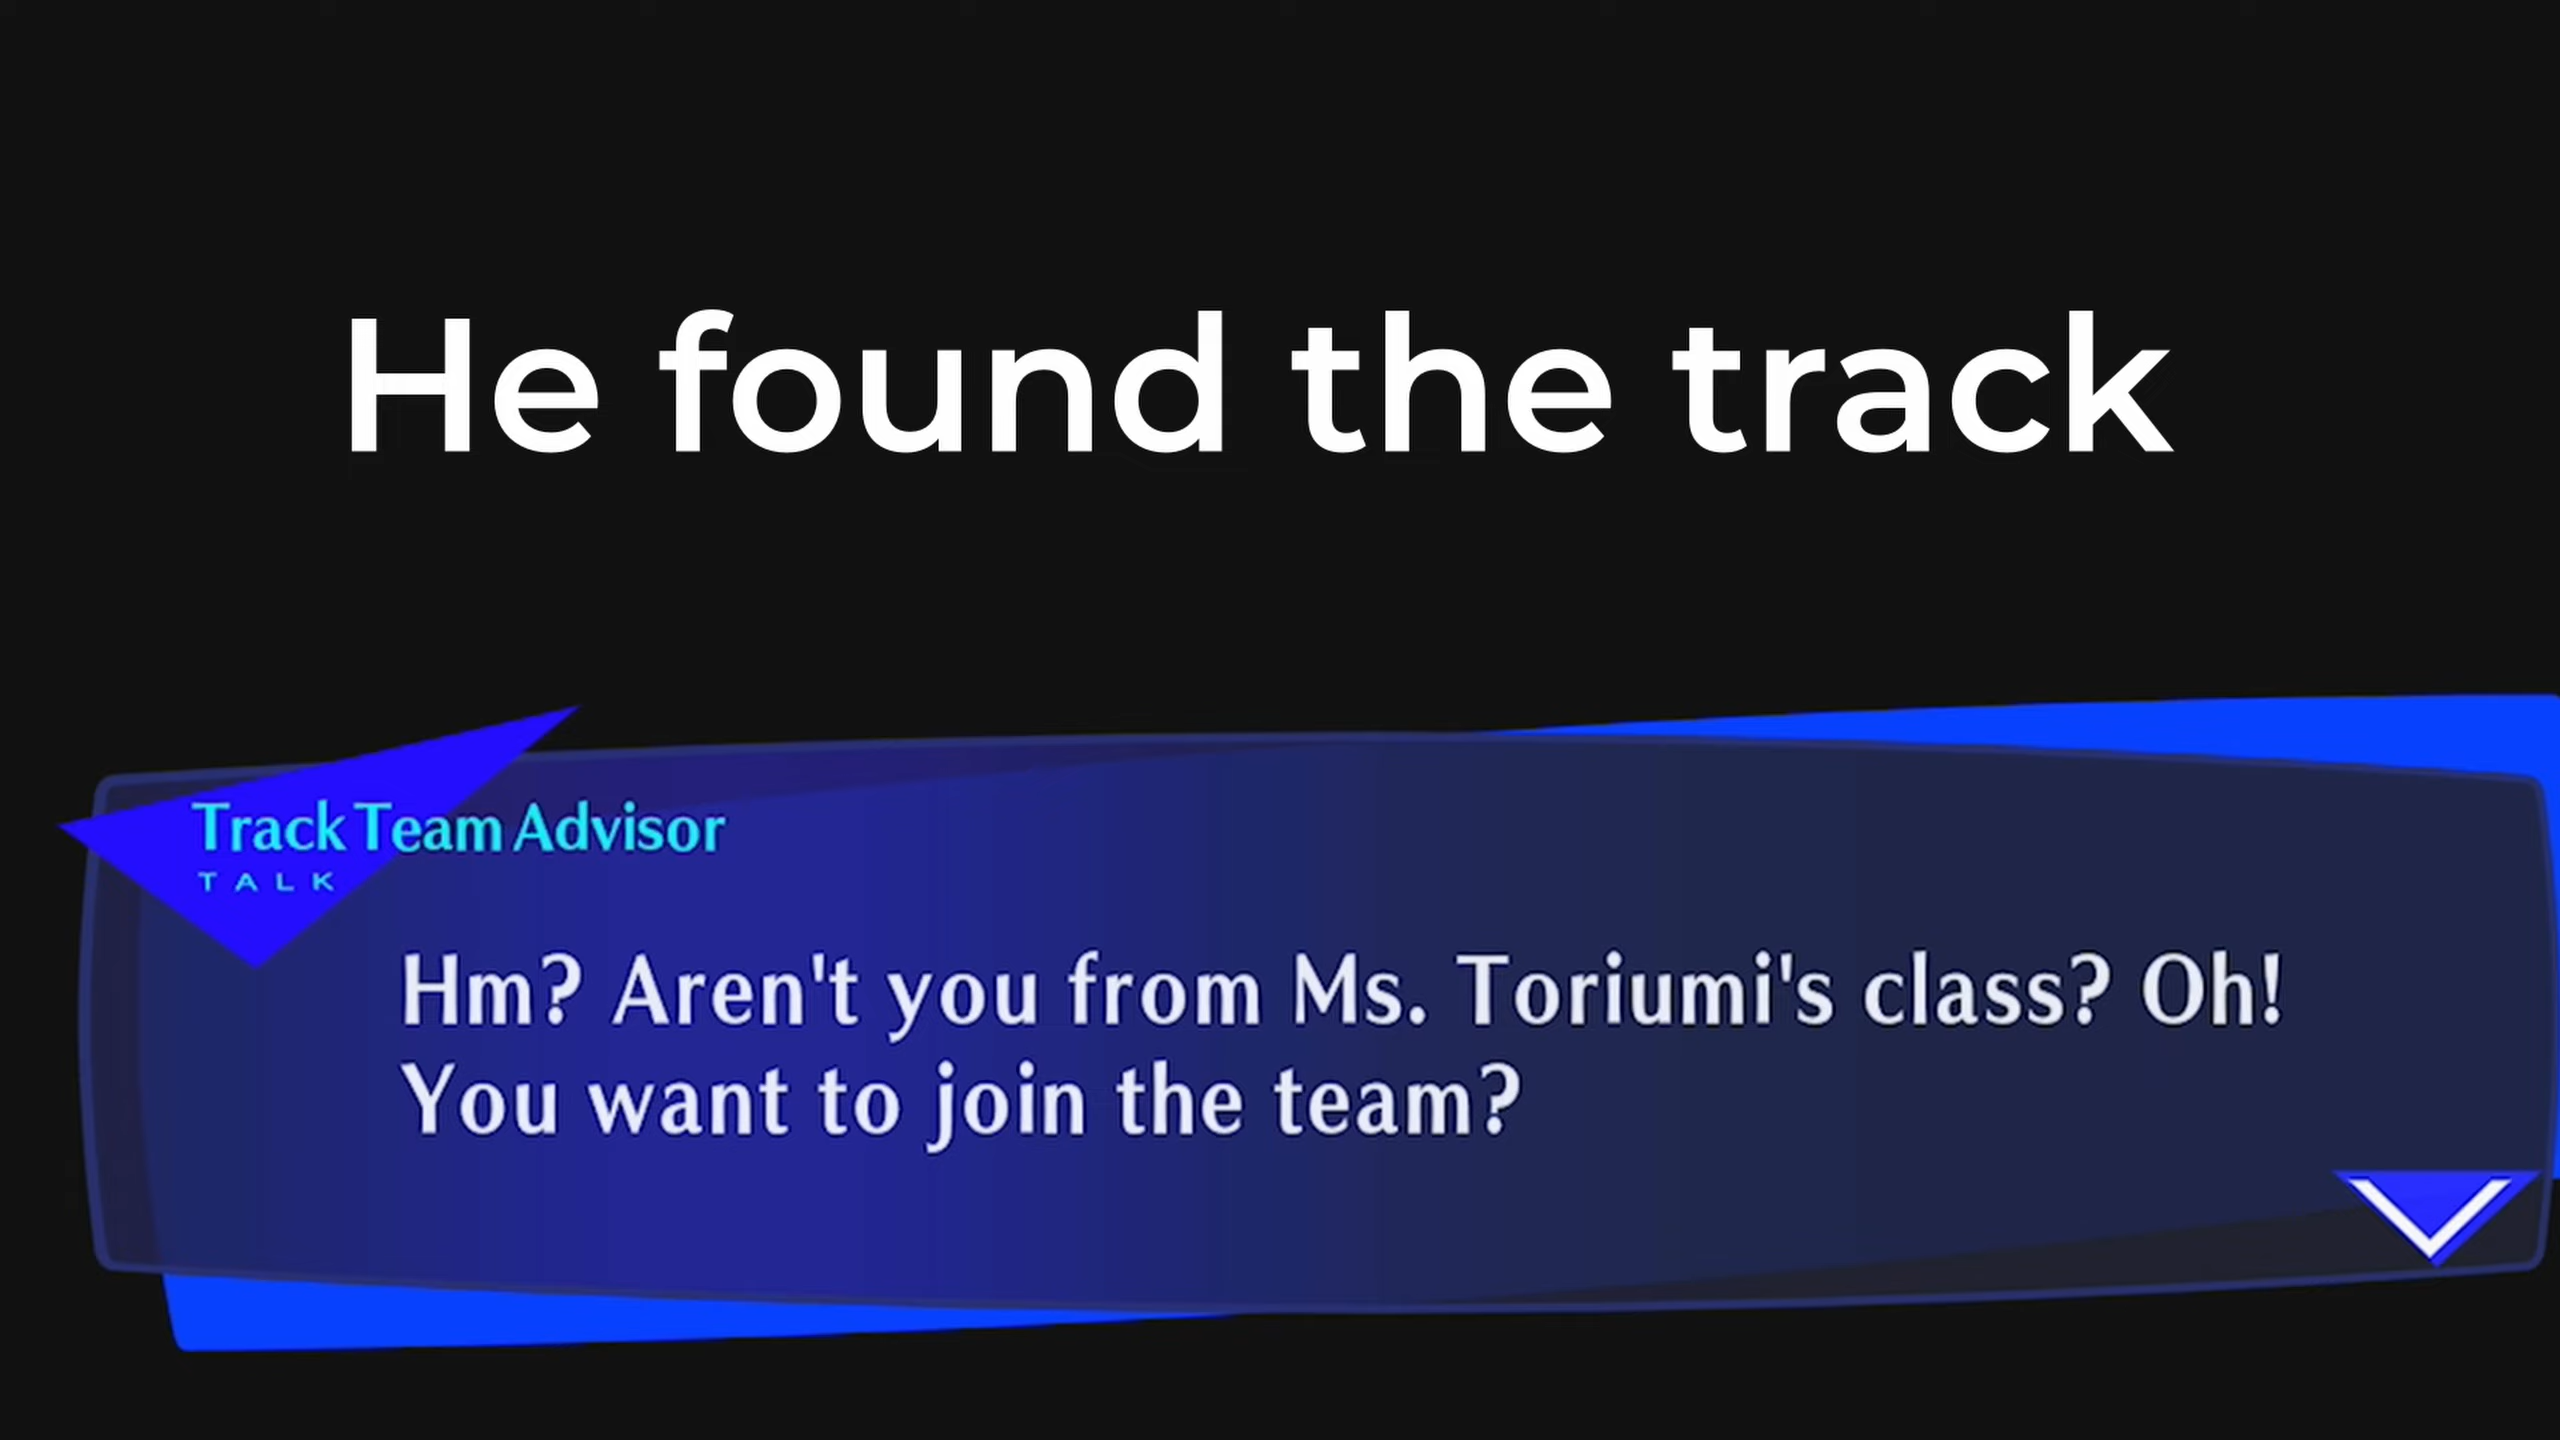 He found the track
Track Team Advisor
TALK
Hm? Aren't you from Ms. Toriumi's class? Oh!
You want to join the team?